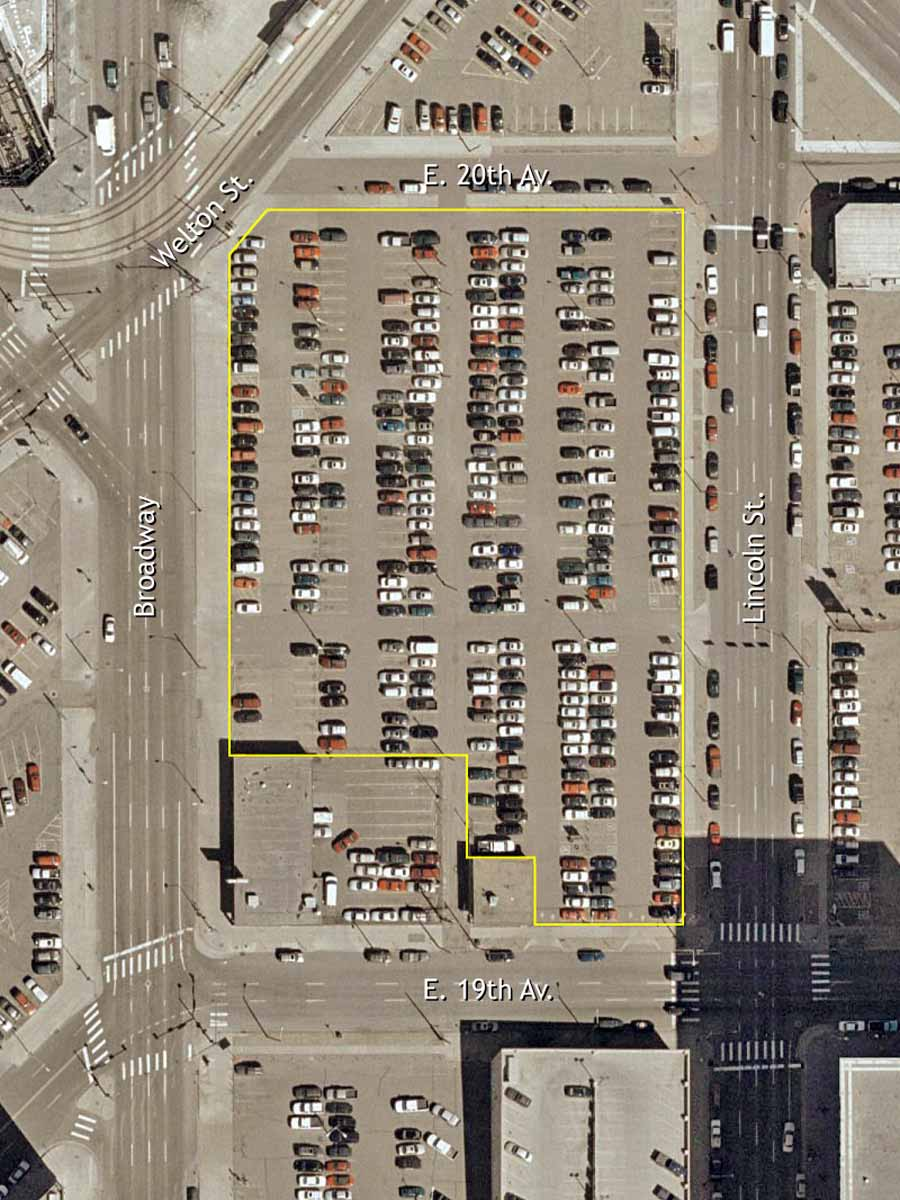 E. 20th Av.
Welton St.
Broadway
Lincoln St.
E. 19th Av.